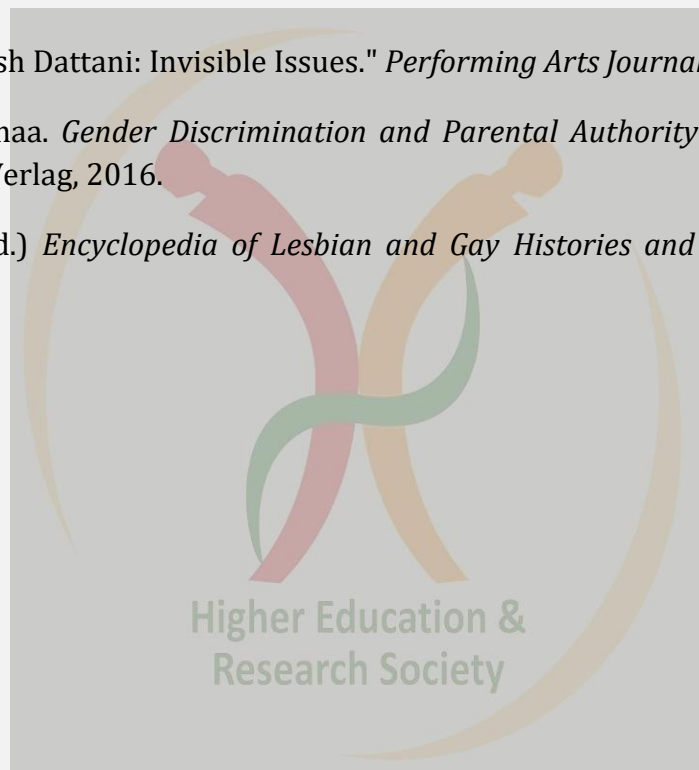 sh Dattani: Invisible Issues." Performing Arts Journal
naa. Gender Discrimination and Parental Authority
Verlag, 2016.
d.) Encyclopedia of Lesbian and Gay Histories and
Higher Education &
Research Society